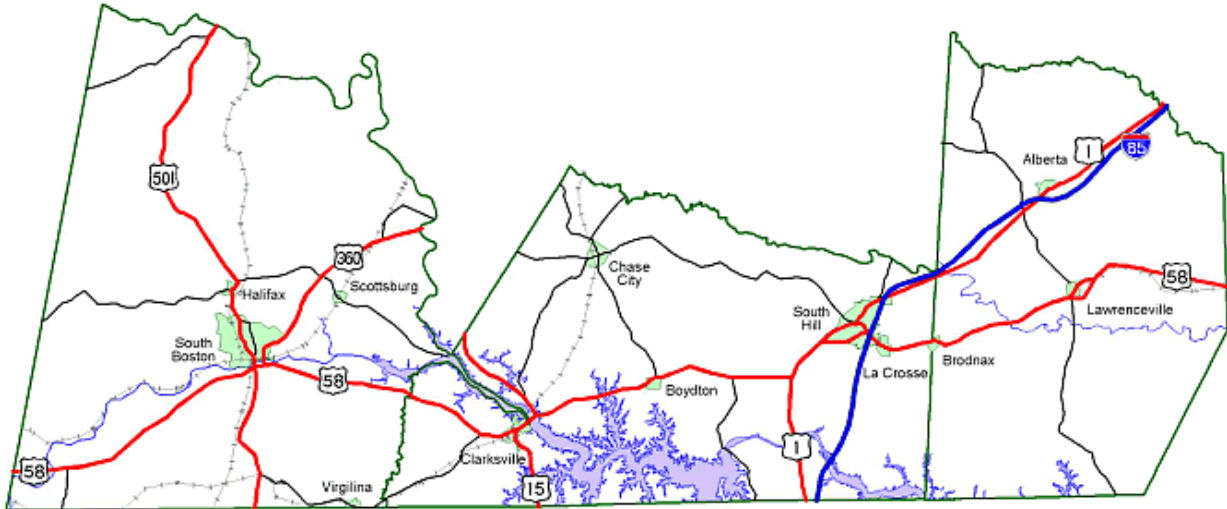 1
85
Alberta
501
360
Chase
City
58
Halifax
Scottsburg
Lawrenceville
South
Hill
South
Boston
Brodnax
La Crosse
58
Boydton
1
Clarksville
58
Virgilina
15